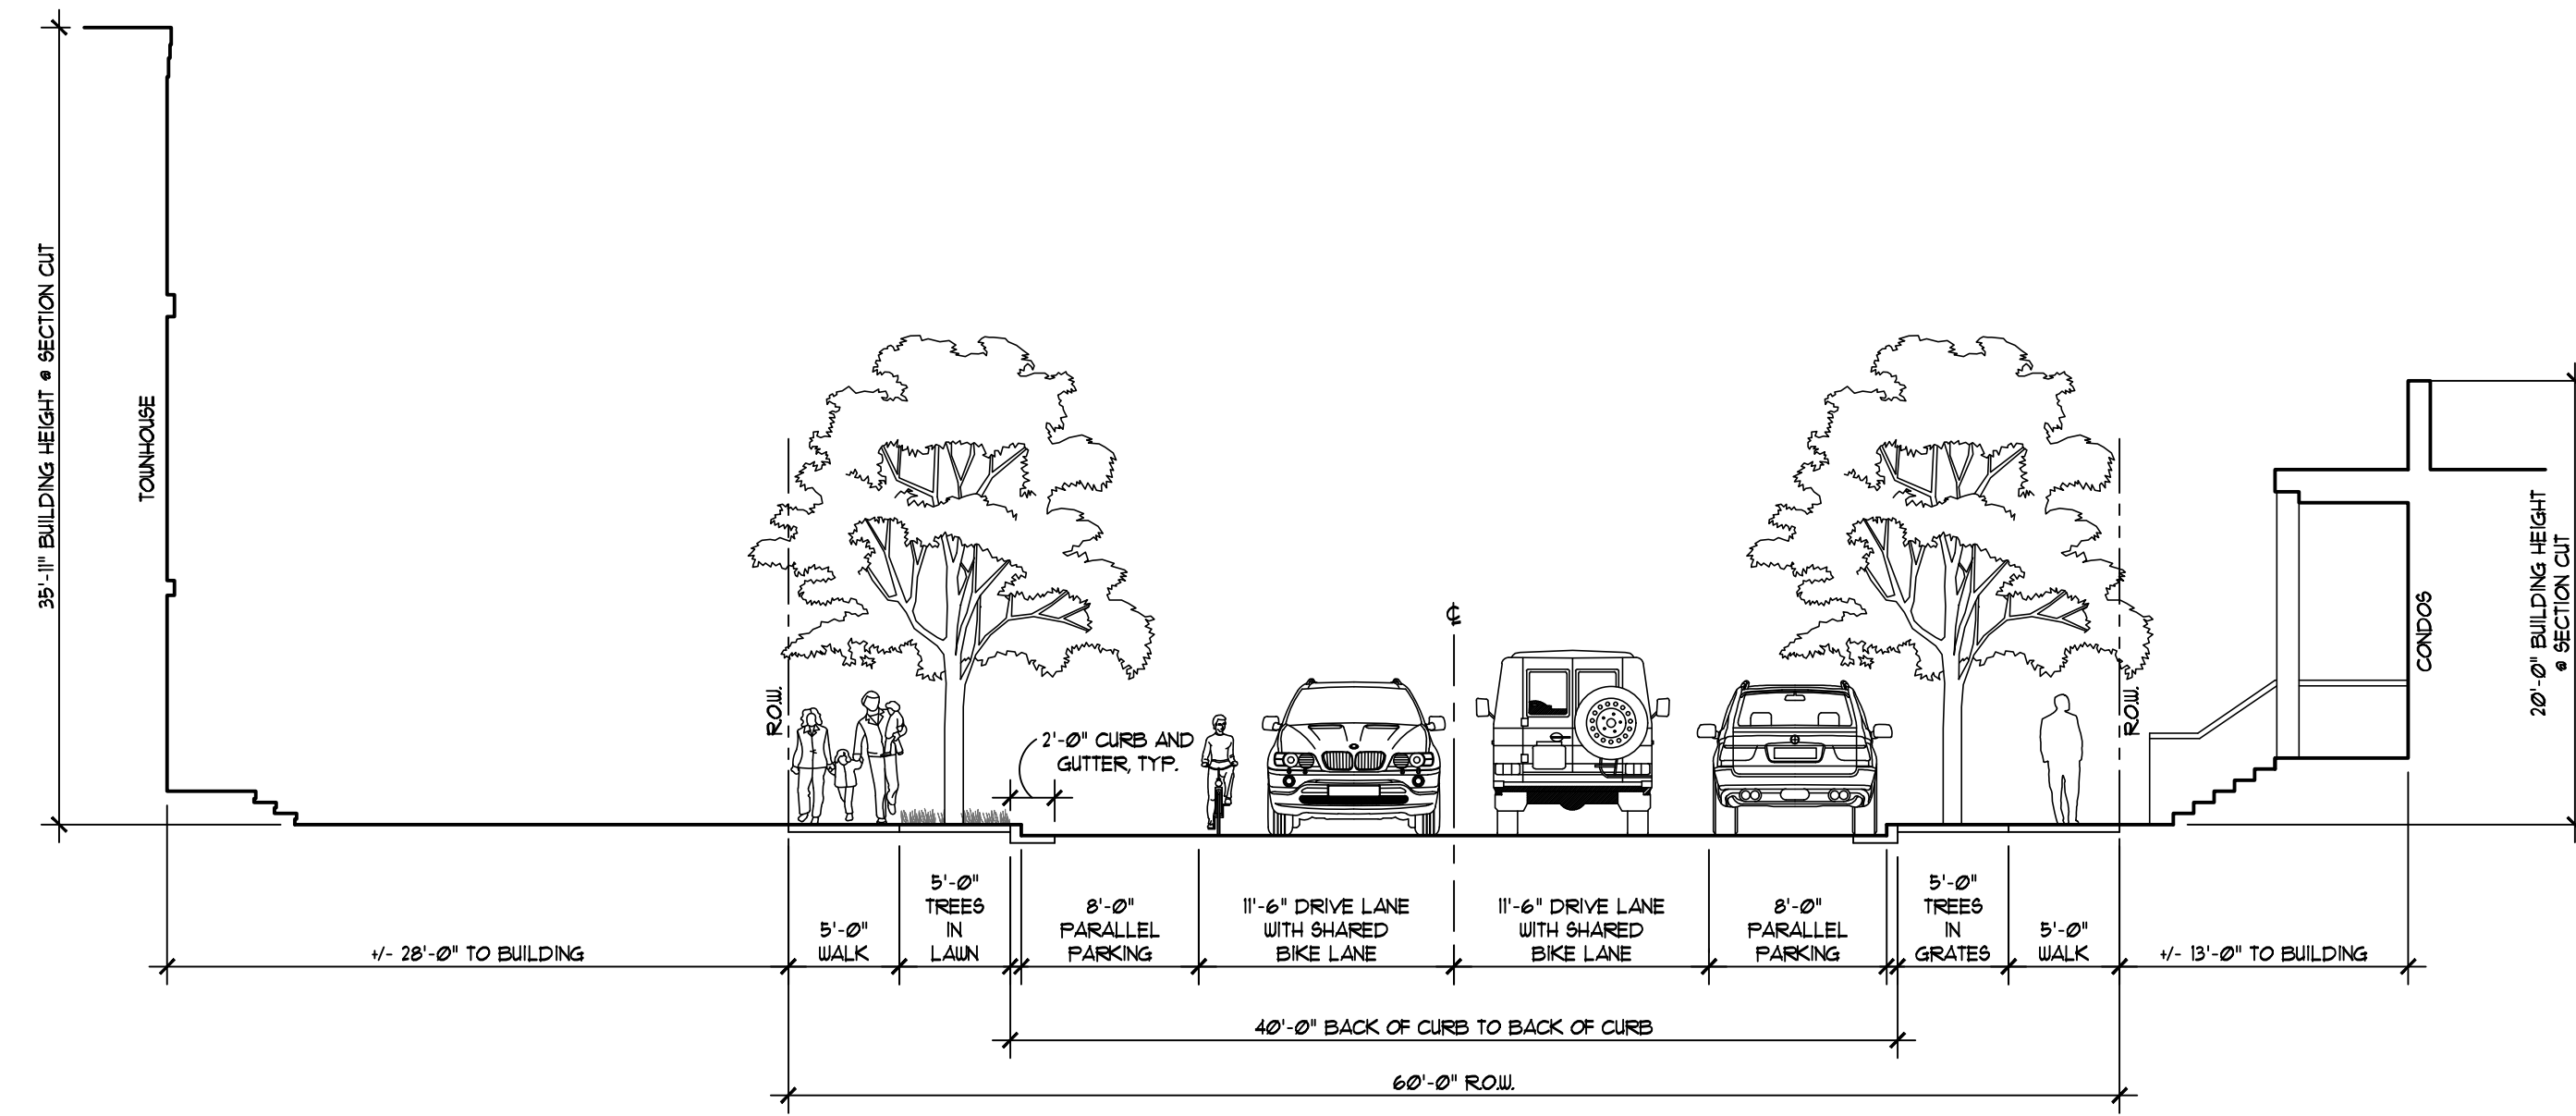 35'-11" BUILDING HEIGHT @ SECTION CUT
TOWNHOUSE
R.O.W.
2'-0" CURB AND
GUTTER, TYP.
℄
R.O.W.
CONDOS
20'-0" BUILDING HEIGHT
@ SECTION CUT
+/- 28'-0" TO BUILDING
5'-0"
WALK
5'-0"
TREES
IN
LAWN
8'-0"
PARALLEL
PARKING
11'-6" DRIVE LANE
WITH SHARED
BIKE LANE
11'-6" DRIVE LANE
WITH SHARED
BIKE LANE
8'-0"
PARALLEL
PARKING
5'-0"
TREES
IN
GRATES
5'-0"
WALK
+/- 13'-0" TO BUILDING
40'-0" BACK OF CURB TO BACK OF CURB
60'-0" R.O.W.